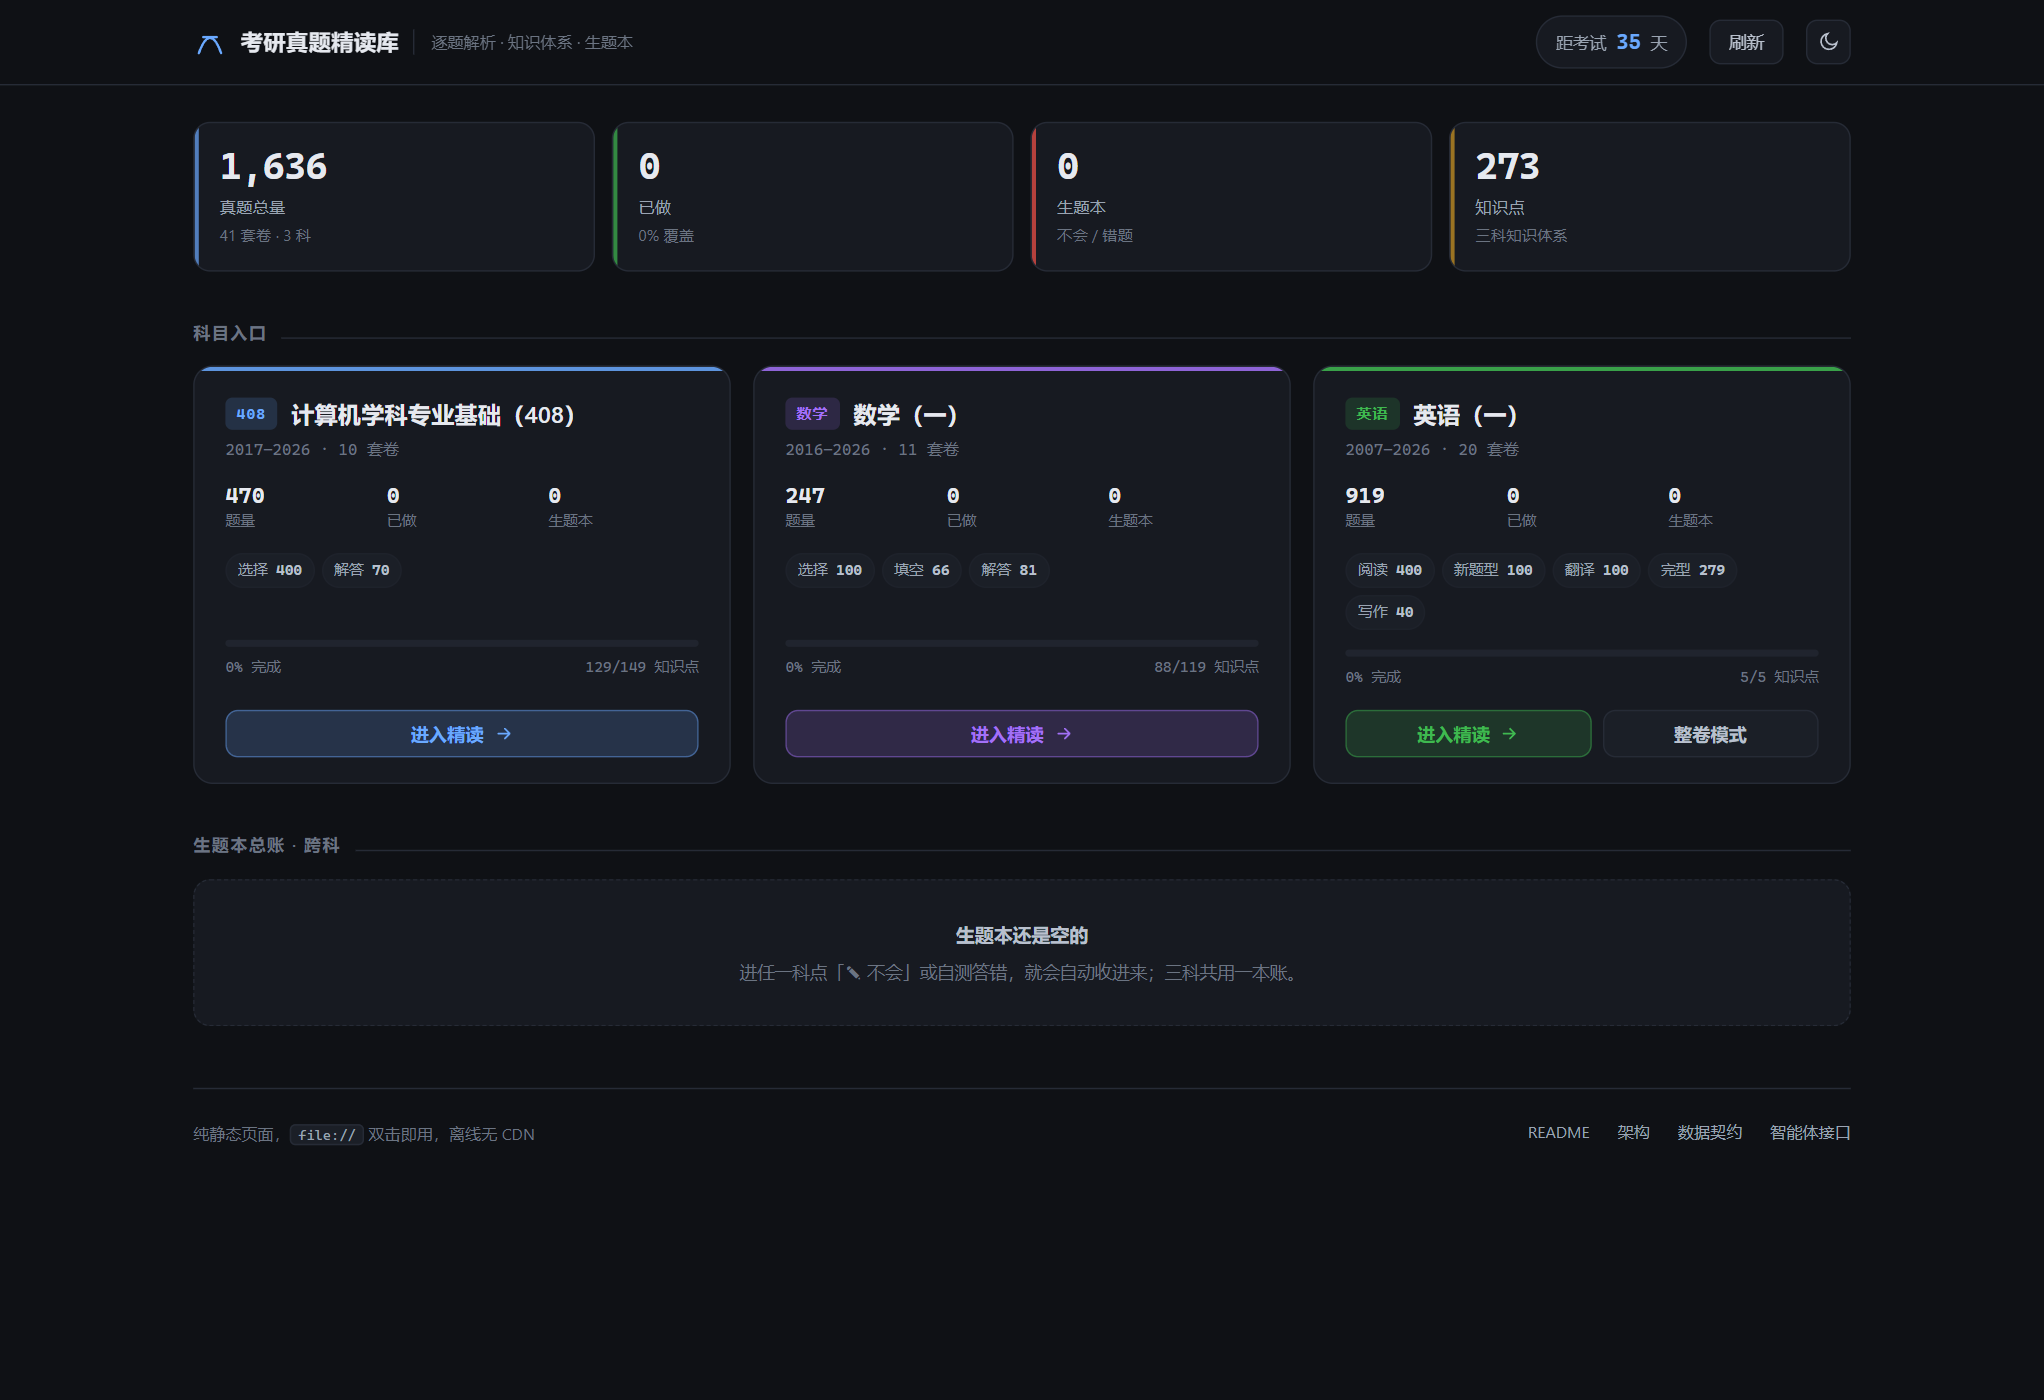 考研真题精读库 逐题解析 · 知识体系 · 生题本 距考试 35 天 刷新
1,636
真题总量
41 套卷 · 3 科
0
已做
0% 覆盖
0
生题本
不会 / 错题
273
知识点
三科知识体系
科目入口
408 计算机学科专业基础（408）
2017—2026 · 10 套卷
470 0 0
题量 已做 生题本
选择 400 解答 70
0% 完成 129/149 知识点
进入精读 →
数学 数学（一）
2016—2026 · 11 套卷
247 0 0
题量 已做 生题本
选择 100 填空 66 解答 81
0% 完成 88/119 知识点
进入精读 →
英语 英语（一）
2007—2026 · 20 套卷
919 0 0
题量 已做 生题本
阅读 400 新题型 100 翻译 100 完型 279
写作 40
0% 完成 5/5 知识点
进入精读 → 整卷模式
生题本总账 · 跨科
生题本还是空的
进任一科点「✎ 不会」或自测答错，就会自动收进来；三科共用一本账。
纯静态页面，file:// 双击即用，离线无 CDN README 架构 数据契约 智能体接口